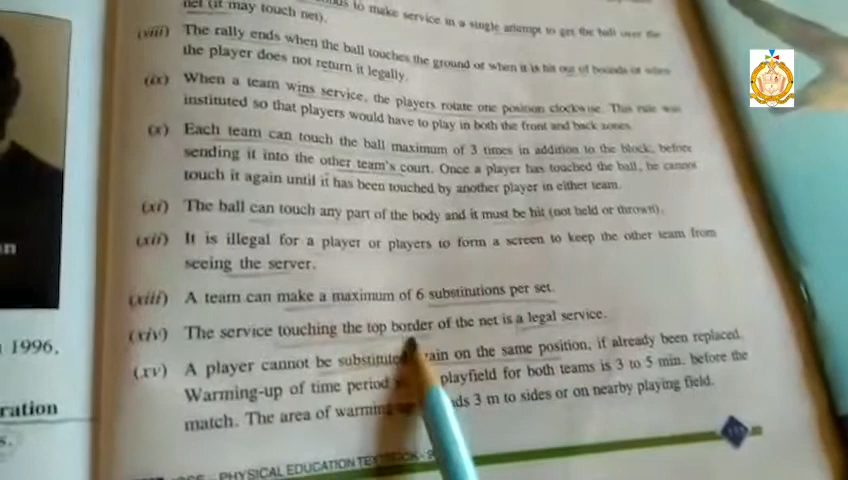 to make service in a single attempt to get the ball over the
net (it may touch net).
(viii) The rally ends when the ball touches the ground or when it is hit out of bounds or when
the player does not return it legally.
(ix) When a team wins service, the players rotate one position clockwise. This rule was
instituted so that players would have to play in both the front and back zones.
(x) Each team can touch the ball maximum of 3 times in addition to the block, before
sending it into the other team's court. Once a player has touched the ball, he cannot
touch it again until it has been touched by another player in either team.
(xi) The ball can touch any part of the body and it must be hit (not held or thrown).
(xii) It is illegal for a player or players to form a screen to keep the other team from
seeing the server.
(xiii) A team can make a maximum of 6 substitutions per set.
(xiv) The service touching the top border of the net is a legal service.
(xv) A player cannot be substituted on the same position, if already been replaced.
Warming-up of time period playfield for both teams is 3 to 5 min. before the
match. The area of warming 3 m to sides or on nearby playing field.
PHYSICAL EDUCATION
1996.